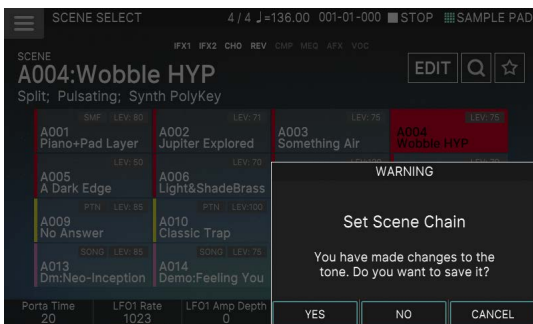 SCENE SELECT
4 / 4 ♩=136.00 001-01-000 ■STOP SAMPLE PAD
IFX1 IFX2 CHO REV CMP MEQ AFX VOC
SCENE
A004:Wobble HYP
Split; Pulsating; Synth PolyKey
EDIT
SMF LEV: 80
A001
Piano+Pad Layer
LEV: 71
A002
Jupiter Explored
LEV: 75
A003
Something Air
LEV: 75
A004
Wobble HYP
LEV: 50
A005
A Dark Edge
LEV: 70
A006
Light&ShadeBrass
PTN LEV: 85
A009
No Answer
PTN LEV:100
A010
Classic Trap
SONG LEV: 85
A013
Dm:Neo-Inception
SONG LEV: 75
A014
Demo:Feeling You
WARNING
Set Scene Chain
You have made changes to the
tone. Do you want to save it?
YES NO CANCEL
Porta Time
20
LFO1 Rate
1023
LFO1 Amp Depth
0